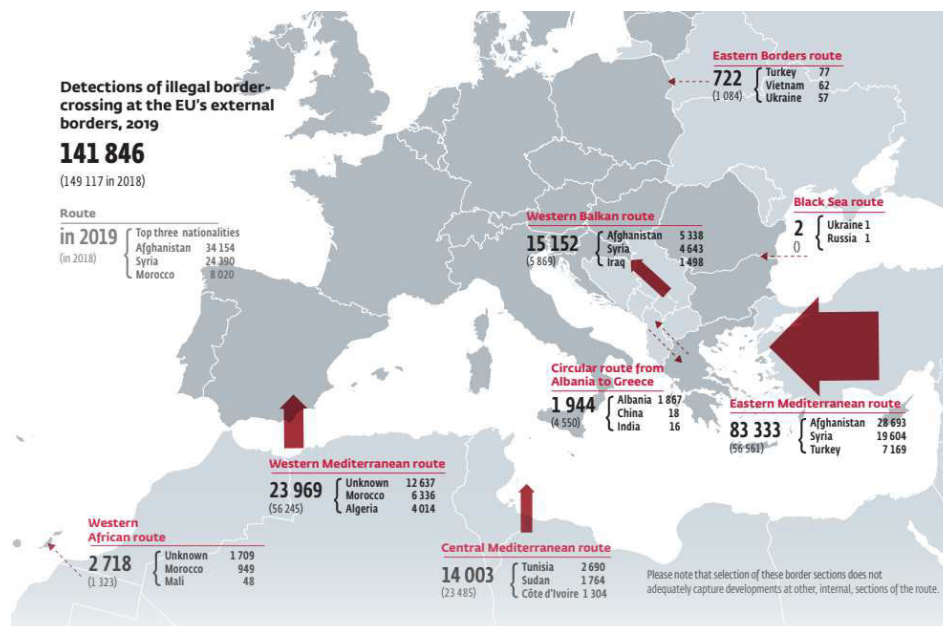 Detections of illegal border-
crossing at the EU's external
borders, 2019
141 846
(149 117 in 2018)
Route
in 2019
(in 2018)
Top three nationalities
Afghanistan 34 154
Syria 24 390
Morocco 8 020
Eastern Borders route
722
(1 084)
Turkey 77
Vietnam 62
Ukraine 57
Black Sea route
2
0
Ukraine 1
Russia 1
Western Balkan route
15 152
(5 869)
Afghanistan 5 338
Syria 4 643
Iraq 1 498
Circular route from
Albania to Greece
1 944
(4 550)
Albania 1 867
China 18
India 16
Eastern Mediterranean route
83 333
(56 561)
Afghanistan 28 693
Syria 19 604
Turkey 7 169
Western Mediterranean route
23 969
(56 245)
Unknown 12 637
Morocco 6 336
Algeria 4 014
Western
African route
2 718
(1 323)
Unknown 1 709
Morocco 949
Mali 48
Central Mediterranean route
14 003
(23 485)
Tunisia 2 690
Sudan 1 764
Côte d'Ivoire 1 304
Please note that selection of these border sections does not
adequately capture developments at other, internal, sections of the route.